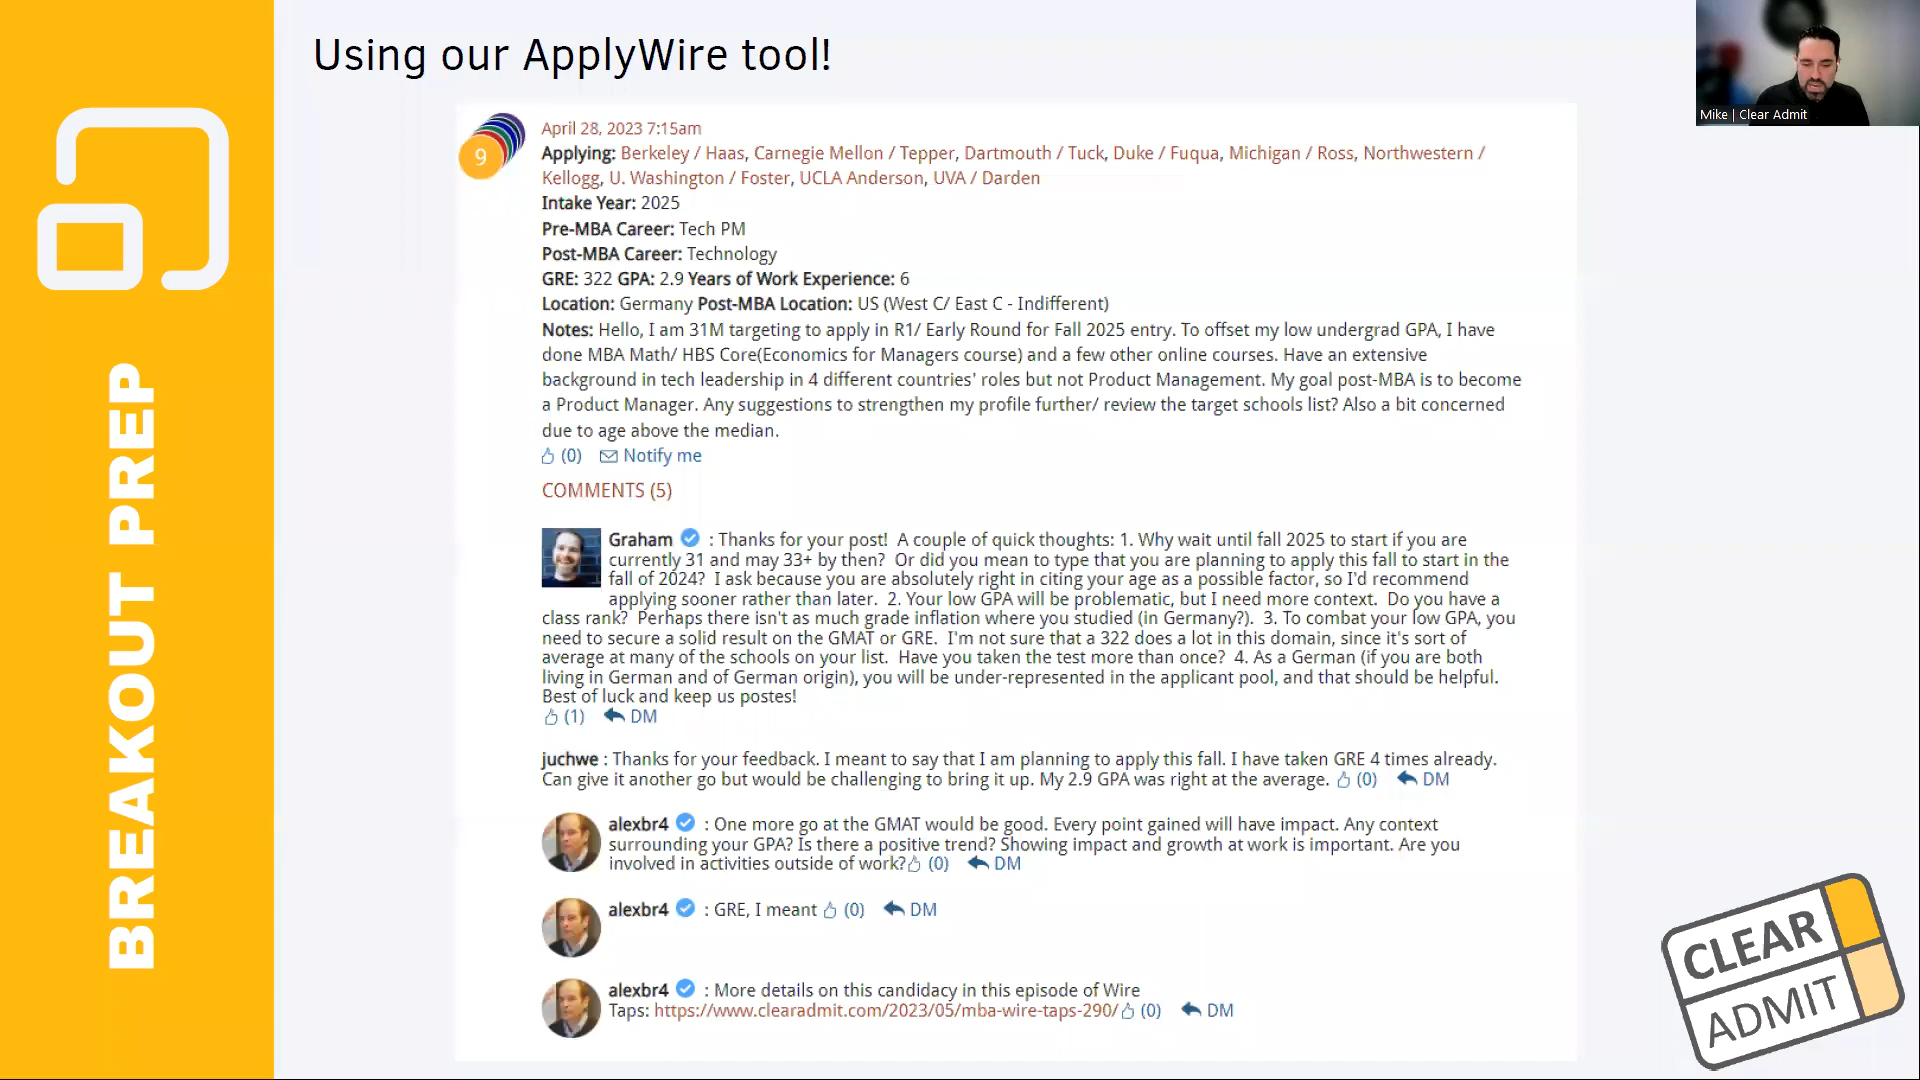 Using our ApplyWire tool!
Mike | Clear Admit
BREAKOUT PREP
9
April 28, 2023 7:15am
Applying: Berkeley / Haas, Carnegie Mellon / Tepper, Dartmouth / Tuck, Duke / Fuqua, Michigan / Ross, Northwestern /
Kellogg, U. Washington / Foster, UCLA Anderson, UVA / Darden
Intake Year: 2025
Pre-MBA Career: Tech PM
Post-MBA Career: Technology
GRE: 322 GPA: 2.9 Years of Work Experience: 6
Location: Germany Post-MBA Location: US (West C/ East C - Indifferent)
Notes: Hello, I am 31M targeting to apply in R1/ Early Round for Fall 2025 entry. To offset my low undergrad GPA, I have
done MBA Math/ HBS Core(Economics for Managers course) and a few other online courses. Have an extensive
background in tech leadership in 4 different countries' roles but not Product Management. My goal post-MBA is to become
a Product Manager. Any suggestions to strengthen my profile further/ review the target schools list? Also a bit concerned
due to age above the median.
(0) Notify me
COMMENTS (5)
Graham : Thanks for your post! A couple of quick thoughts: 1. Why wait until fall 2025 to start if you are
currently 31 and may 33+ by then? Or did you mean to type that you are planning to apply this fall to start in the
fall of 2024? I ask because you are absolutely right in citing your age as a possible factor, so I'd recommend
applying sooner rather than later. 2. Your low GPA will be problematic, but I need more context. Do you have a
class rank? Perhaps there isn't as much grade inflation where you studied (in Germany?). 3. To combat your low GPA, you
need to secure a solid result on the GMAT or GRE. I'm not sure that a 322 does a lot in this domain, since it's sort of
average at many of the schools on your list. Have you taken the test more than once? 4. As a German (if you are both
living in German and of German origin), you will be under-represented in the applicant pool, and that should be helpful.
Best of luck and keep us postes!
(1) DM
juchwe : Thanks for your feedback. I meant to say that I am planning to apply this fall. I have taken GRE 4 times already.
Can give it another go but would be challenging to bring it up. My 2.9 GPA was right at the average. (0) DM
alexbr4 : One more go at the GMAT would be good. Every point gained will have impact. Any context
surrounding your GPA? Is there a positive trend? Showing impact and growth at work is important. Are you
involved in activities outside of work? (0) DM
alexbr4 : GRE, I meant (0) DM
alexbr4 : More details on this candidacy in this episode of Wire
Taps: https://www.clearadmit.com/2023/05/mba-wire-taps-290/ (0) DM
CLEAR
ADMIT